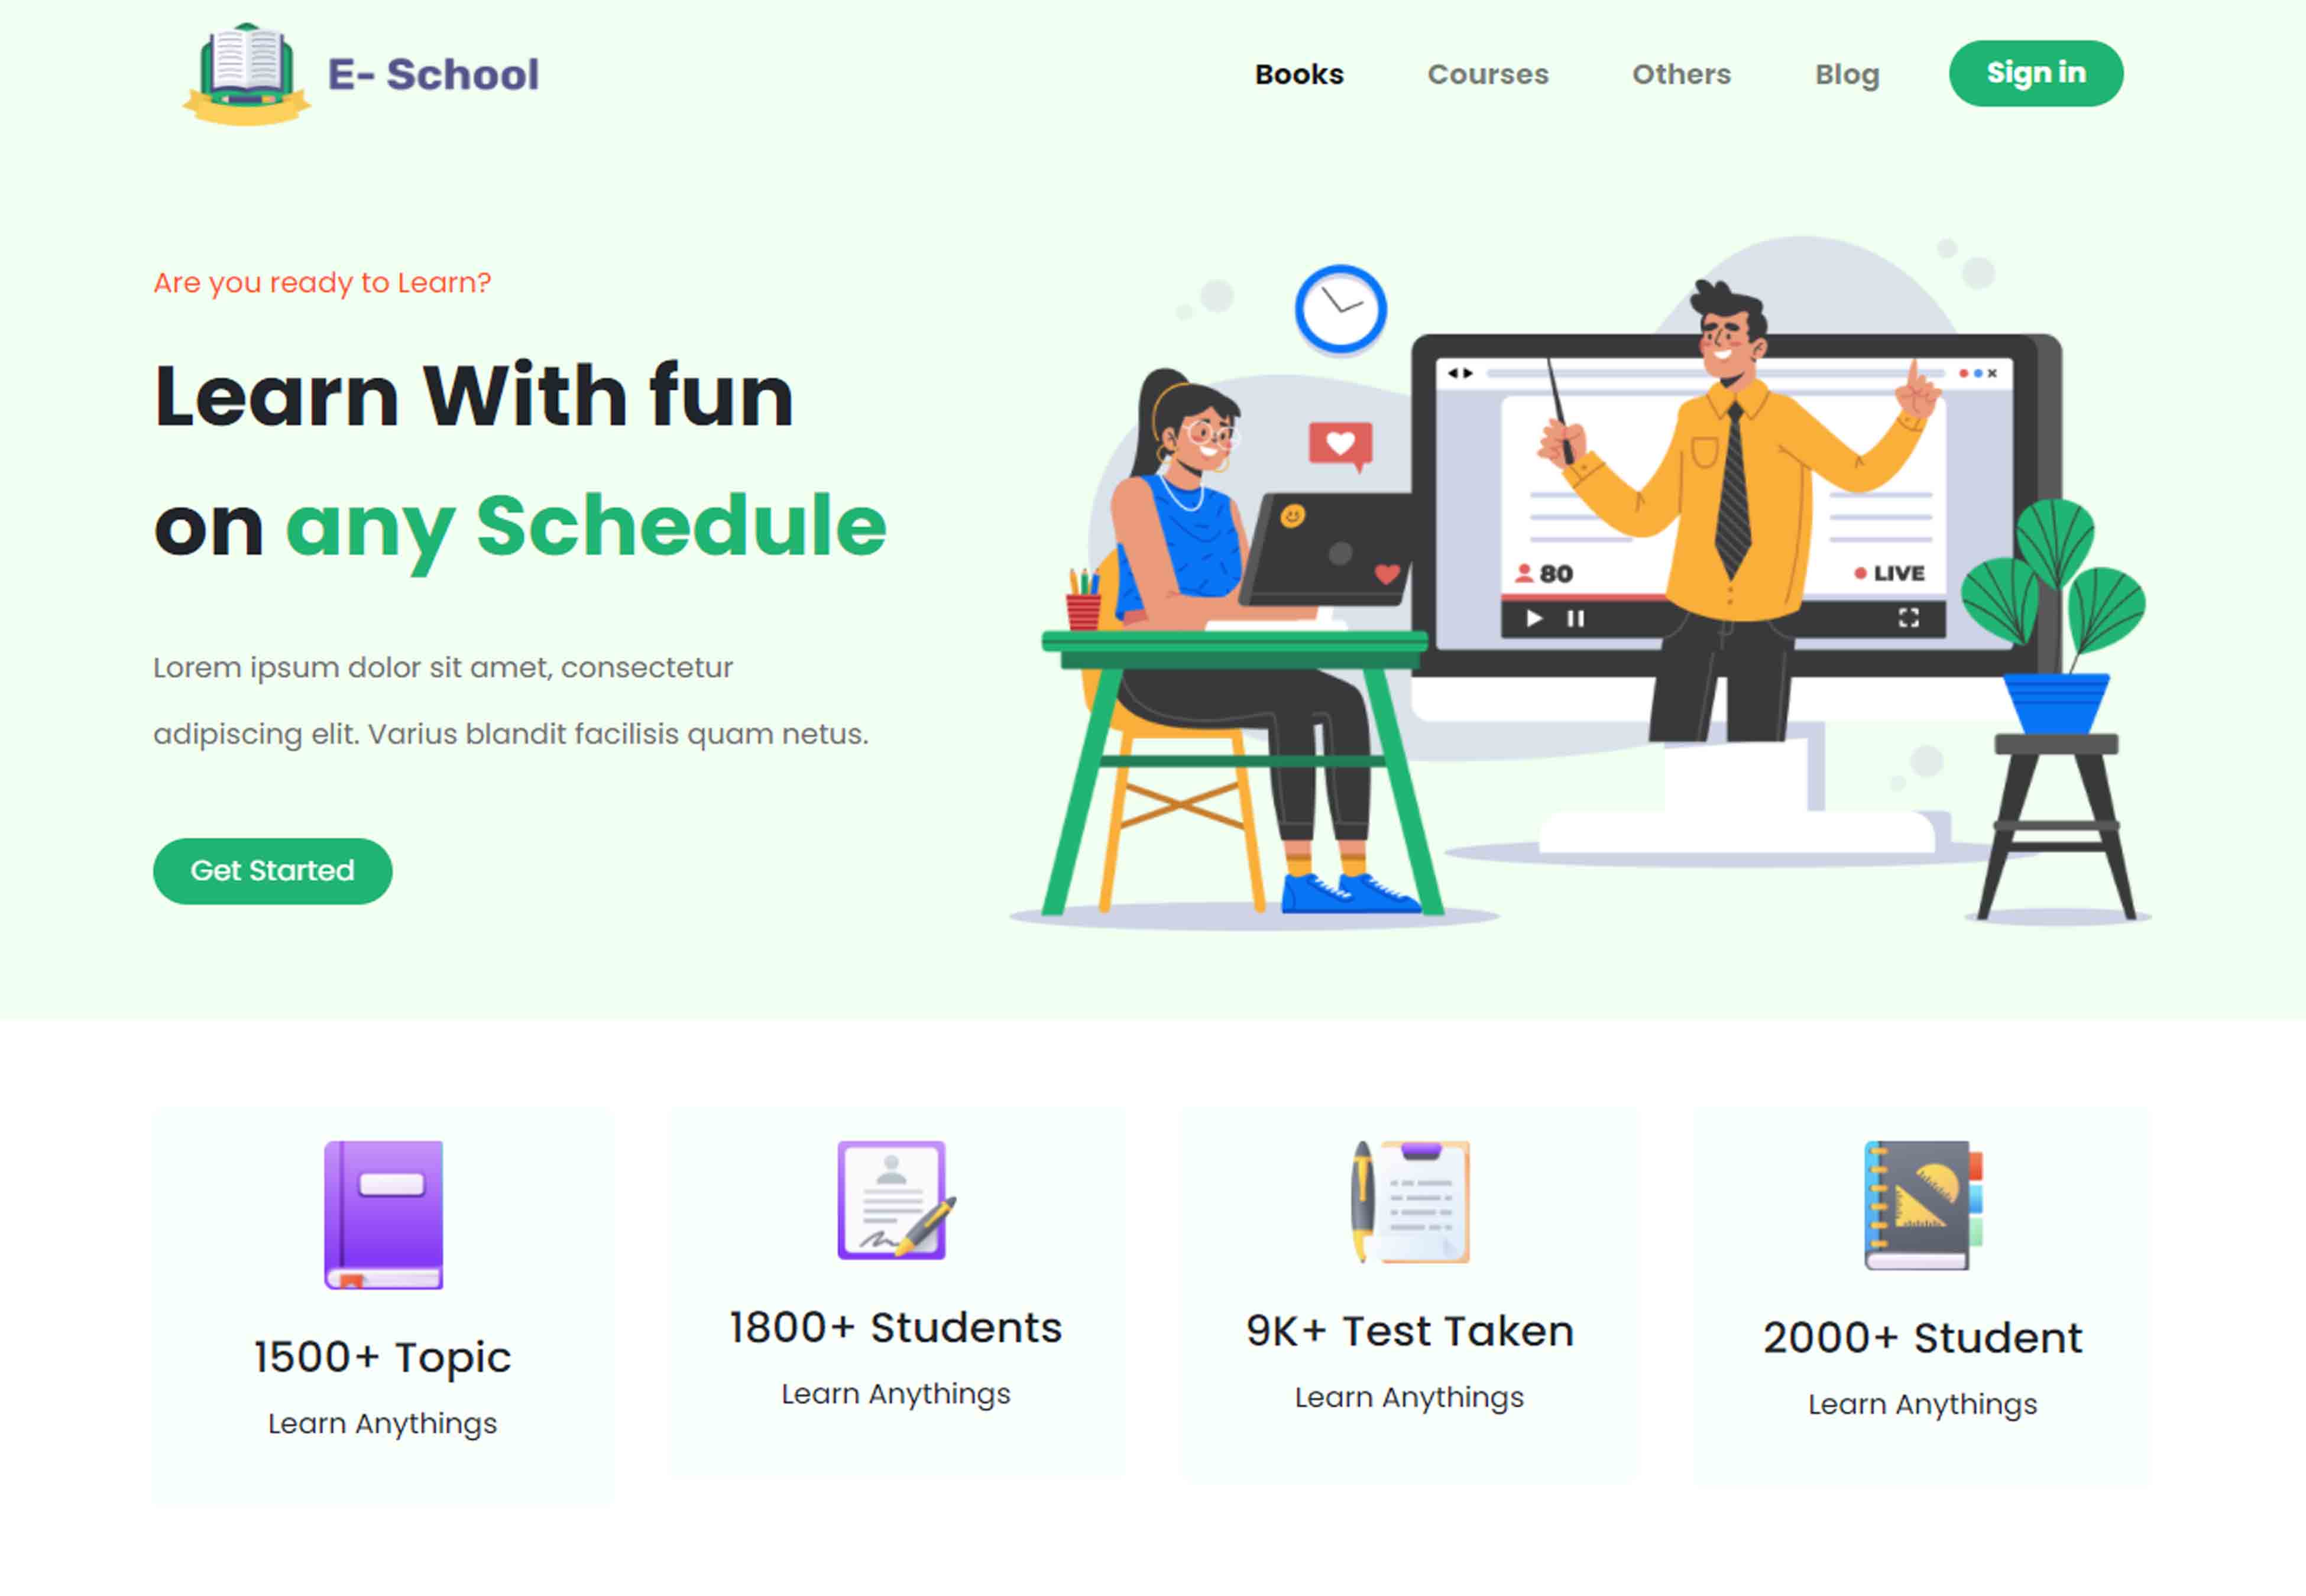 E- School
Books Courses Others Blog Sign in
Are you ready to Learn?
Learn With fun
on any Schedule
Lorem ipsum dolor sit amet, consectetur
adipiscing elit. Varius blandit facilisis quam netus.
Get Started
80
LIVE
1500+ Topic
Learn Anythings
1800+ Students
Learn Anythings
9K+ Test Taken
Learn Anythings
2000+ Student
Learn Anythings